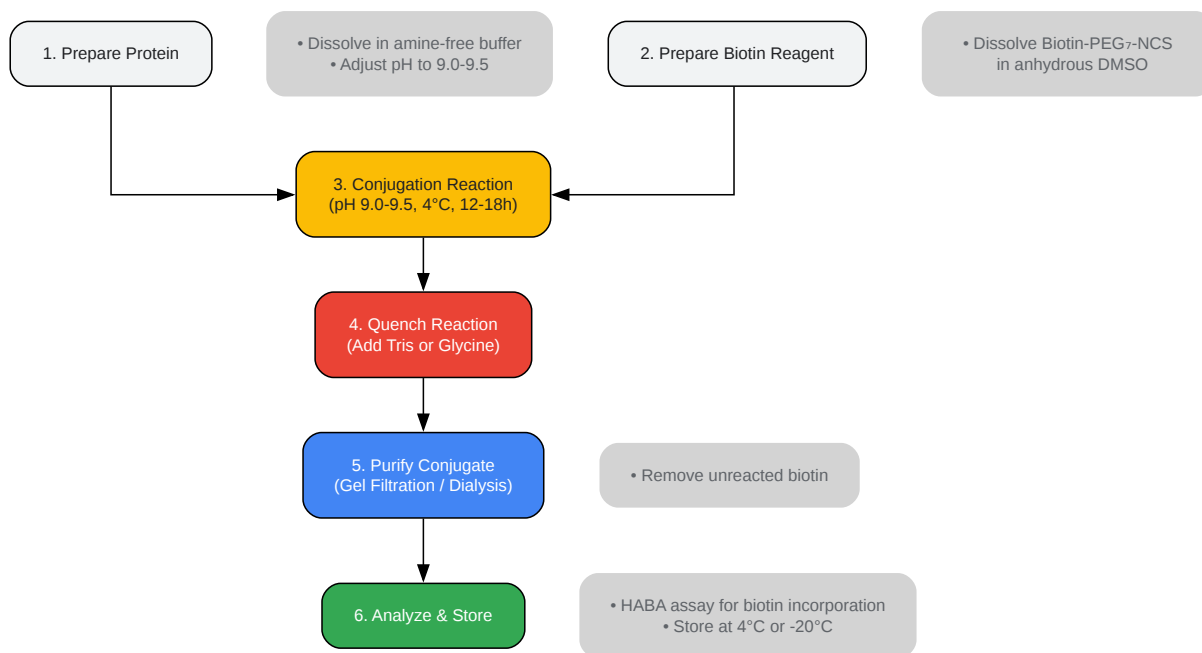 1. Prepare Protein
• Dissolve in amine-free buffer
• Adjust pH to 9.0-9.5
2. Prepare Biotin Reagent
• Dissolve Biotin-PEG₇-NCS
in anhydrous DMSO
3. Conjugation Reaction
(pH 9.0-9.5, 4°C, 12-18h)
4. Quench Reaction
(Add Tris or Glycine)
5. Purify Conjugate
(Gel Filtration / Dialysis)
• Remove unreacted biotin
6. Analyze & Store
• HABA assay for biotin incorporation
• Store at 4°C or -20°C